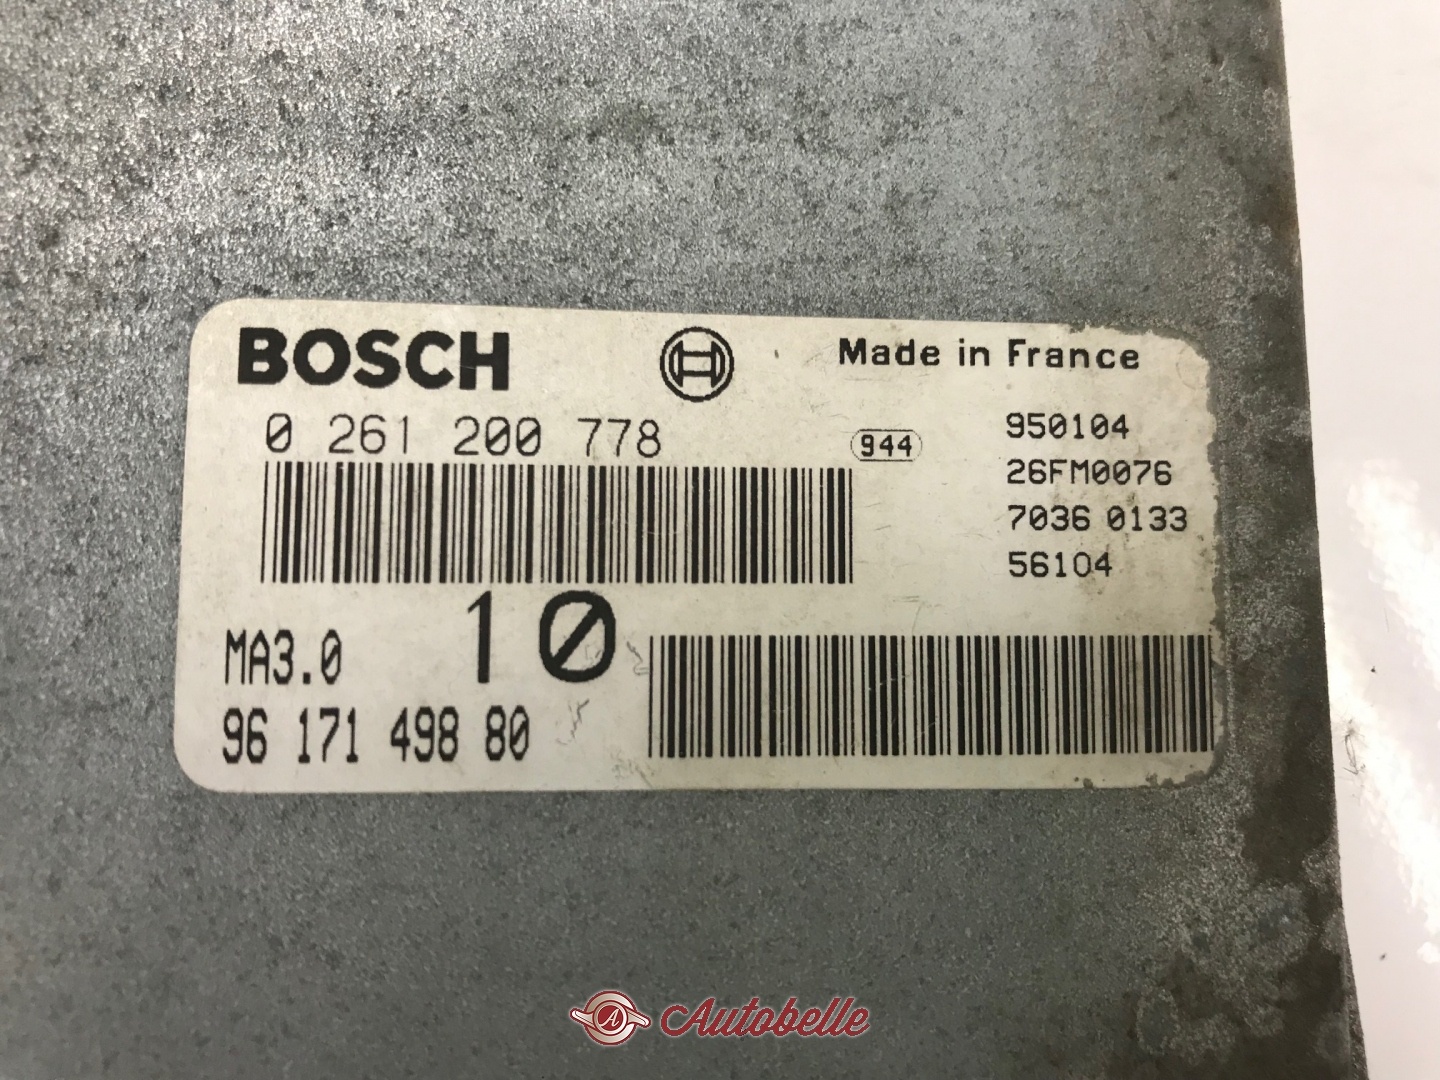 BOSCH
Made in France
0 261 200 778
944
950104
26FM0076
7036 0133
56104
MA3.0
10
96 171 498 80
A
Autobelle